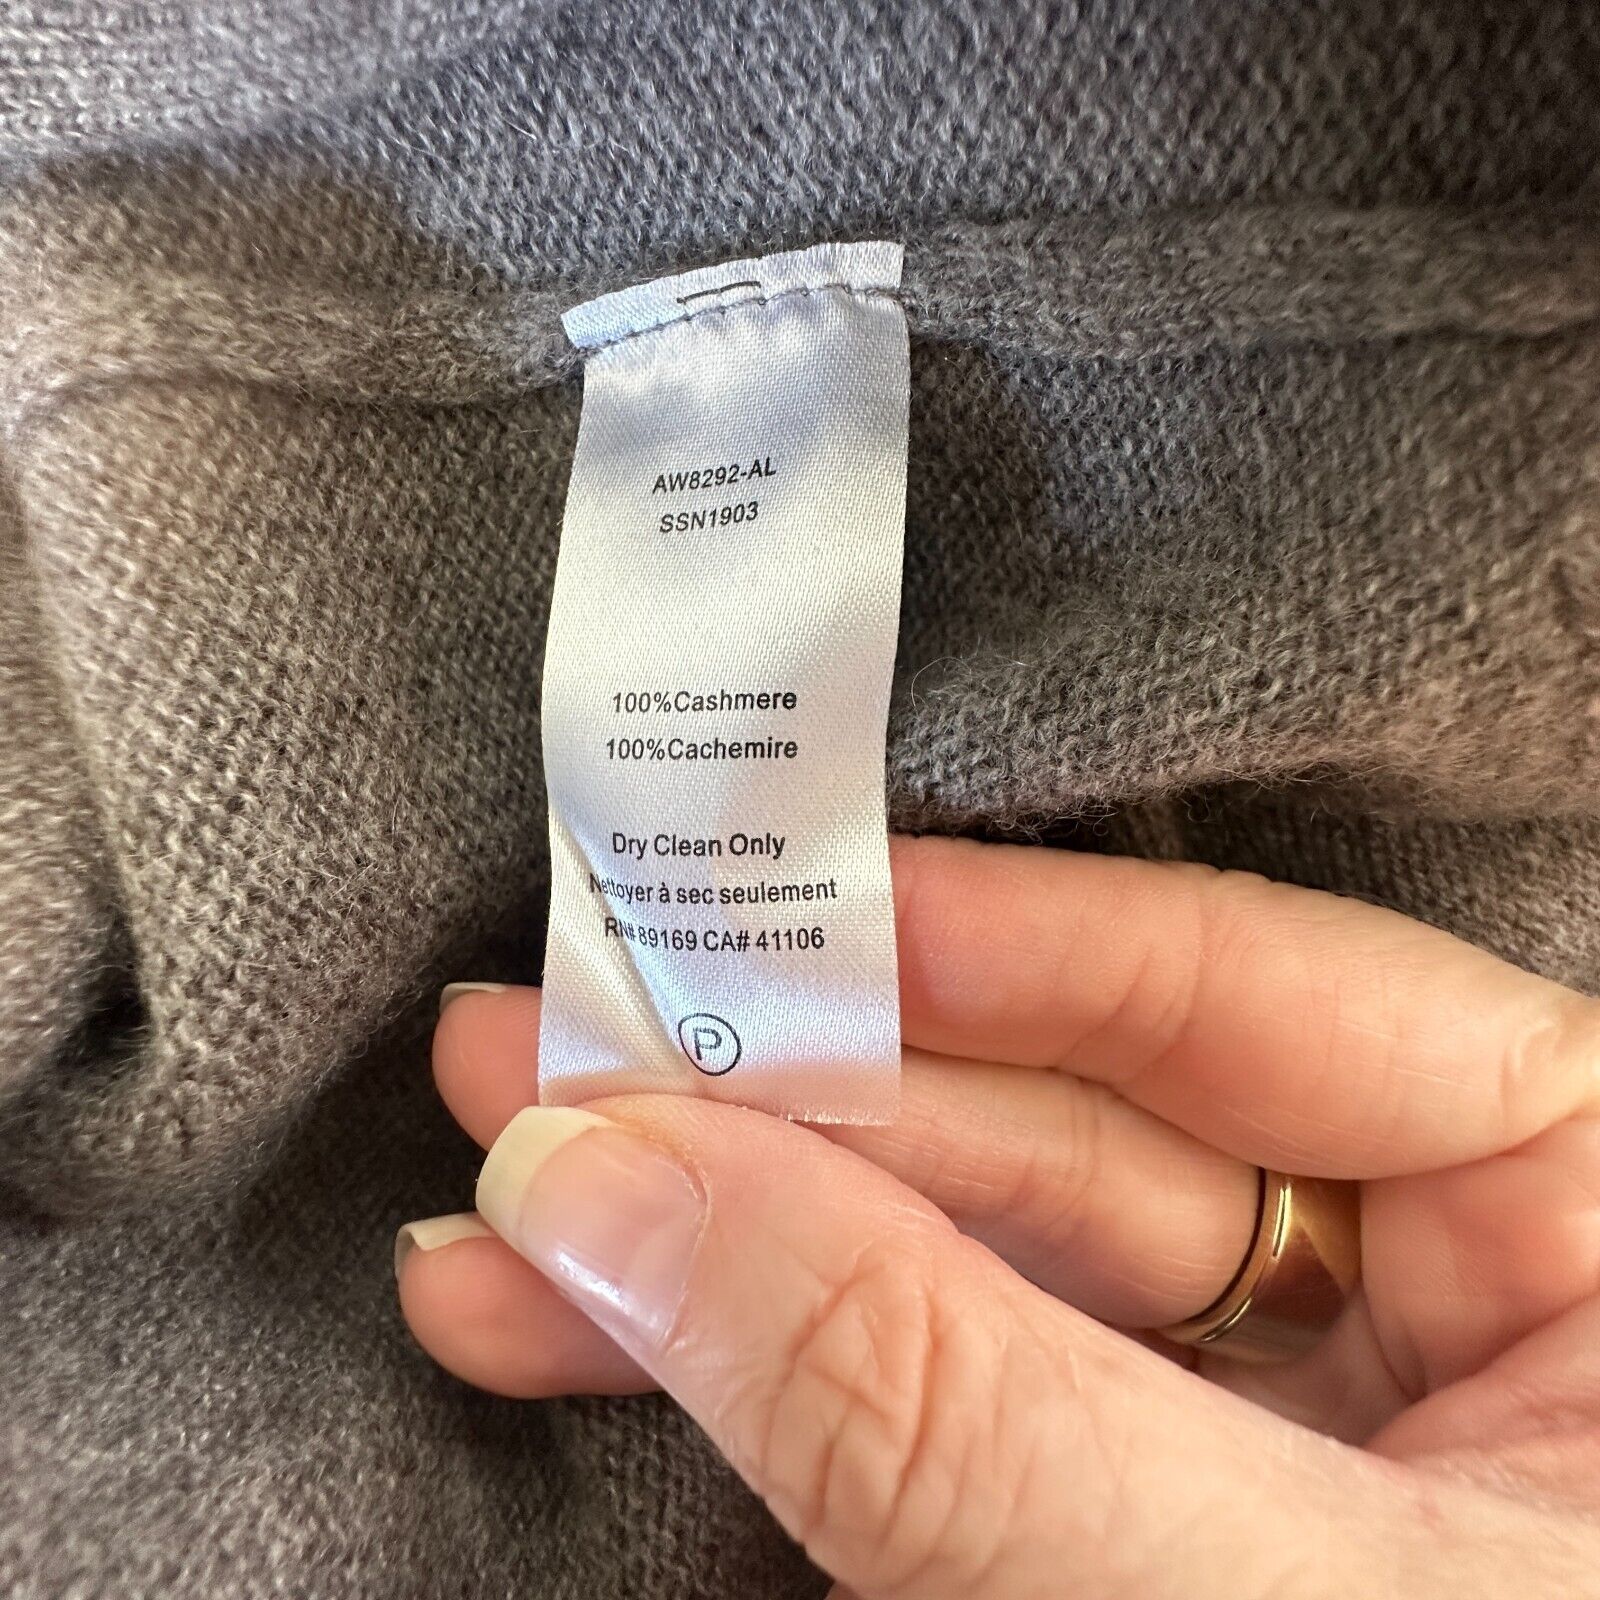 AW8292-AL
SSN1903
100%Cashmere
100%Cachemire
Dry Clean Only
Nettoyer à sec seulement
RN# 89169 CA# 41106
P